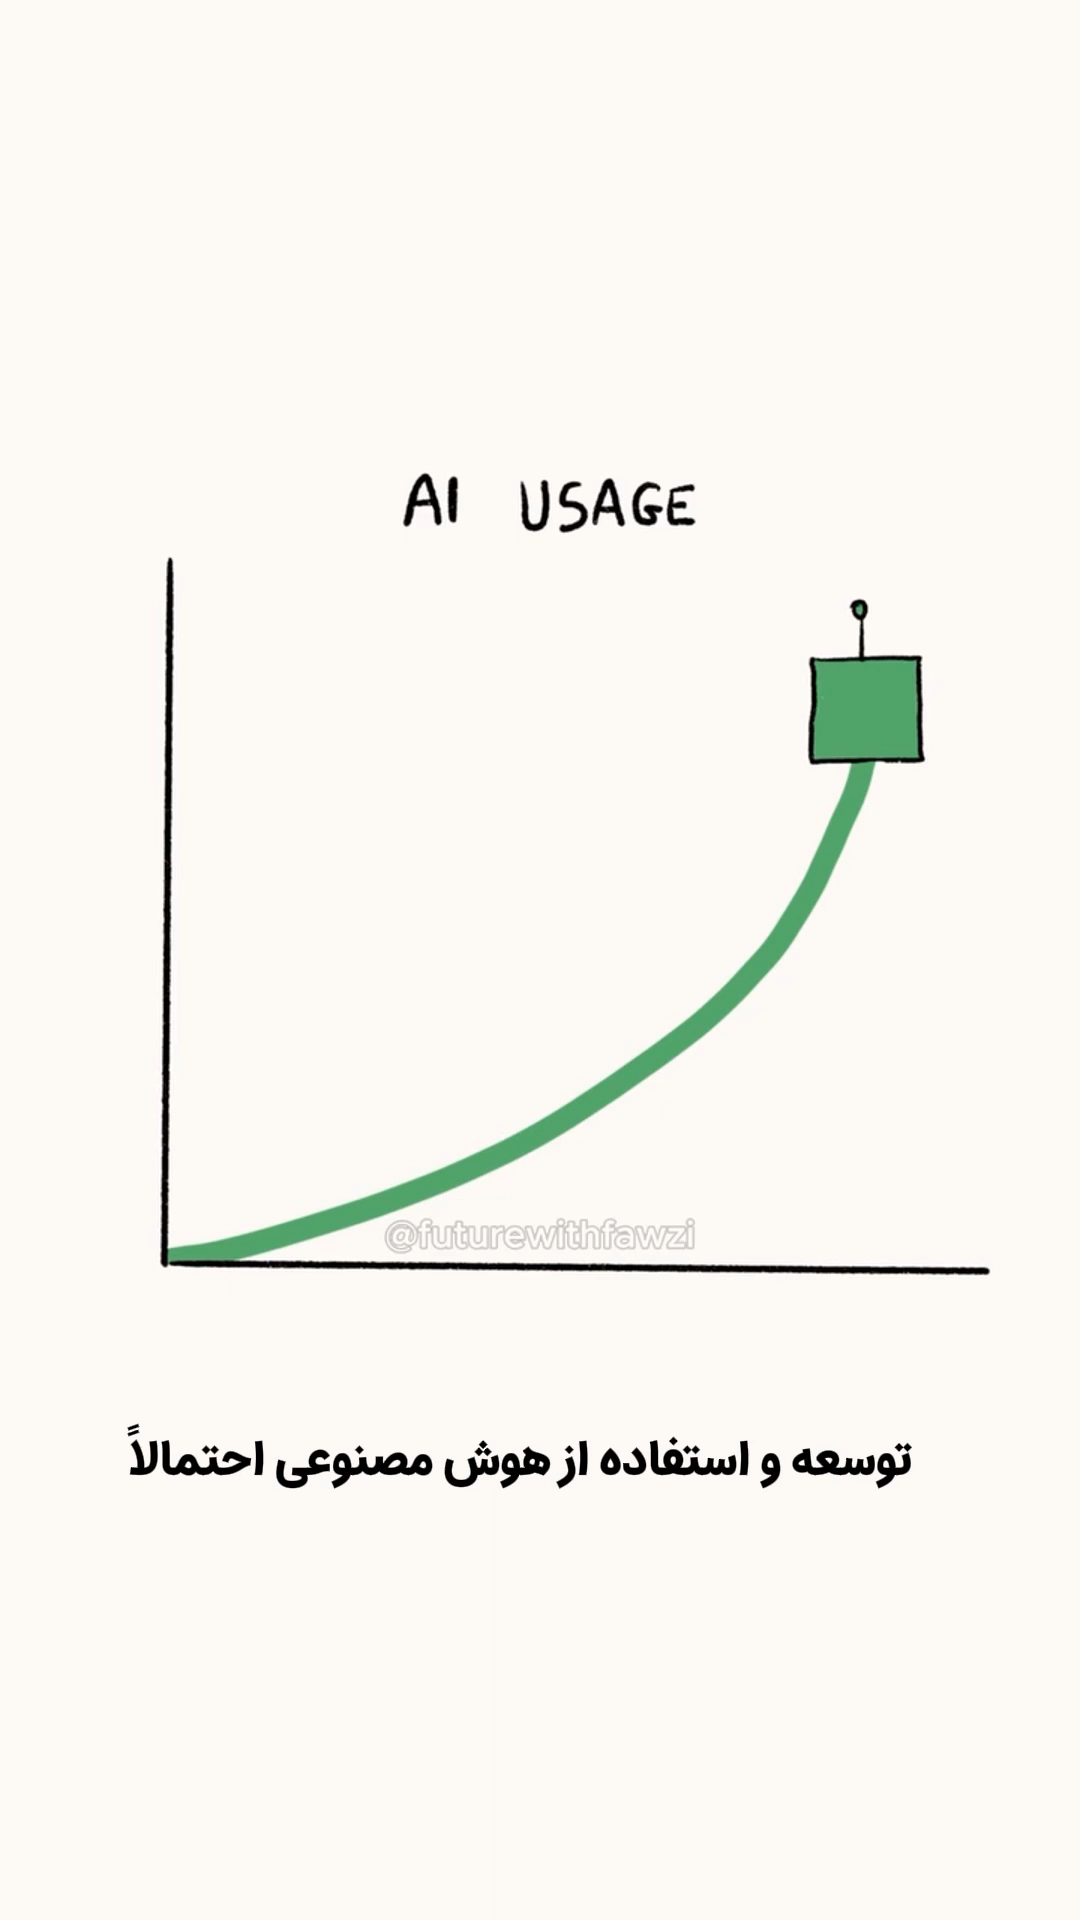 AI USAGE
@futurewithfawzi
توسعه و استفاده از هوش مصنوعی احتمالاً